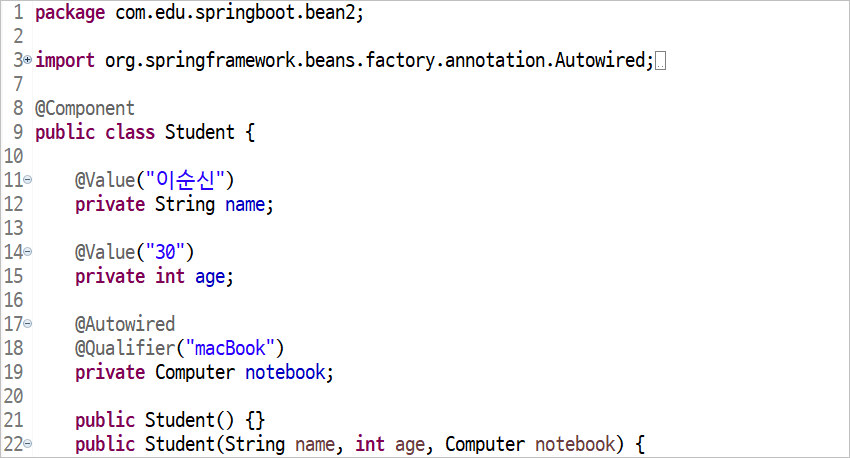 1 package com.edu.springboot.bean2;
2
3 import org.springframework.beans.factory.annotation.Autowired;
7
8 @Component
9 public class Student {
10
11 @Value("이순신")
12 private String name;
13
14 @Value("30")
15 private int age;
16
17 @Autowired
18 @Qualifier("macBook")
19 private Computer notebook;
20
21 public Student() {}
22 public Student(String name, int age, Computer notebook) {